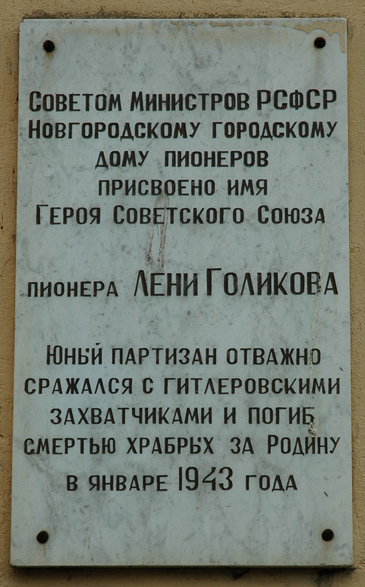 Советом Министров РСФСР
Новгородскому городскому
дому пионеров
присвоено имя
Героя Советского Союза
пионера Лени Голикова
Юный партизан отважно
сражался с гитлеровскими
захватчиками и погиб
смертью храбрых за Родину
в январе 1943 года